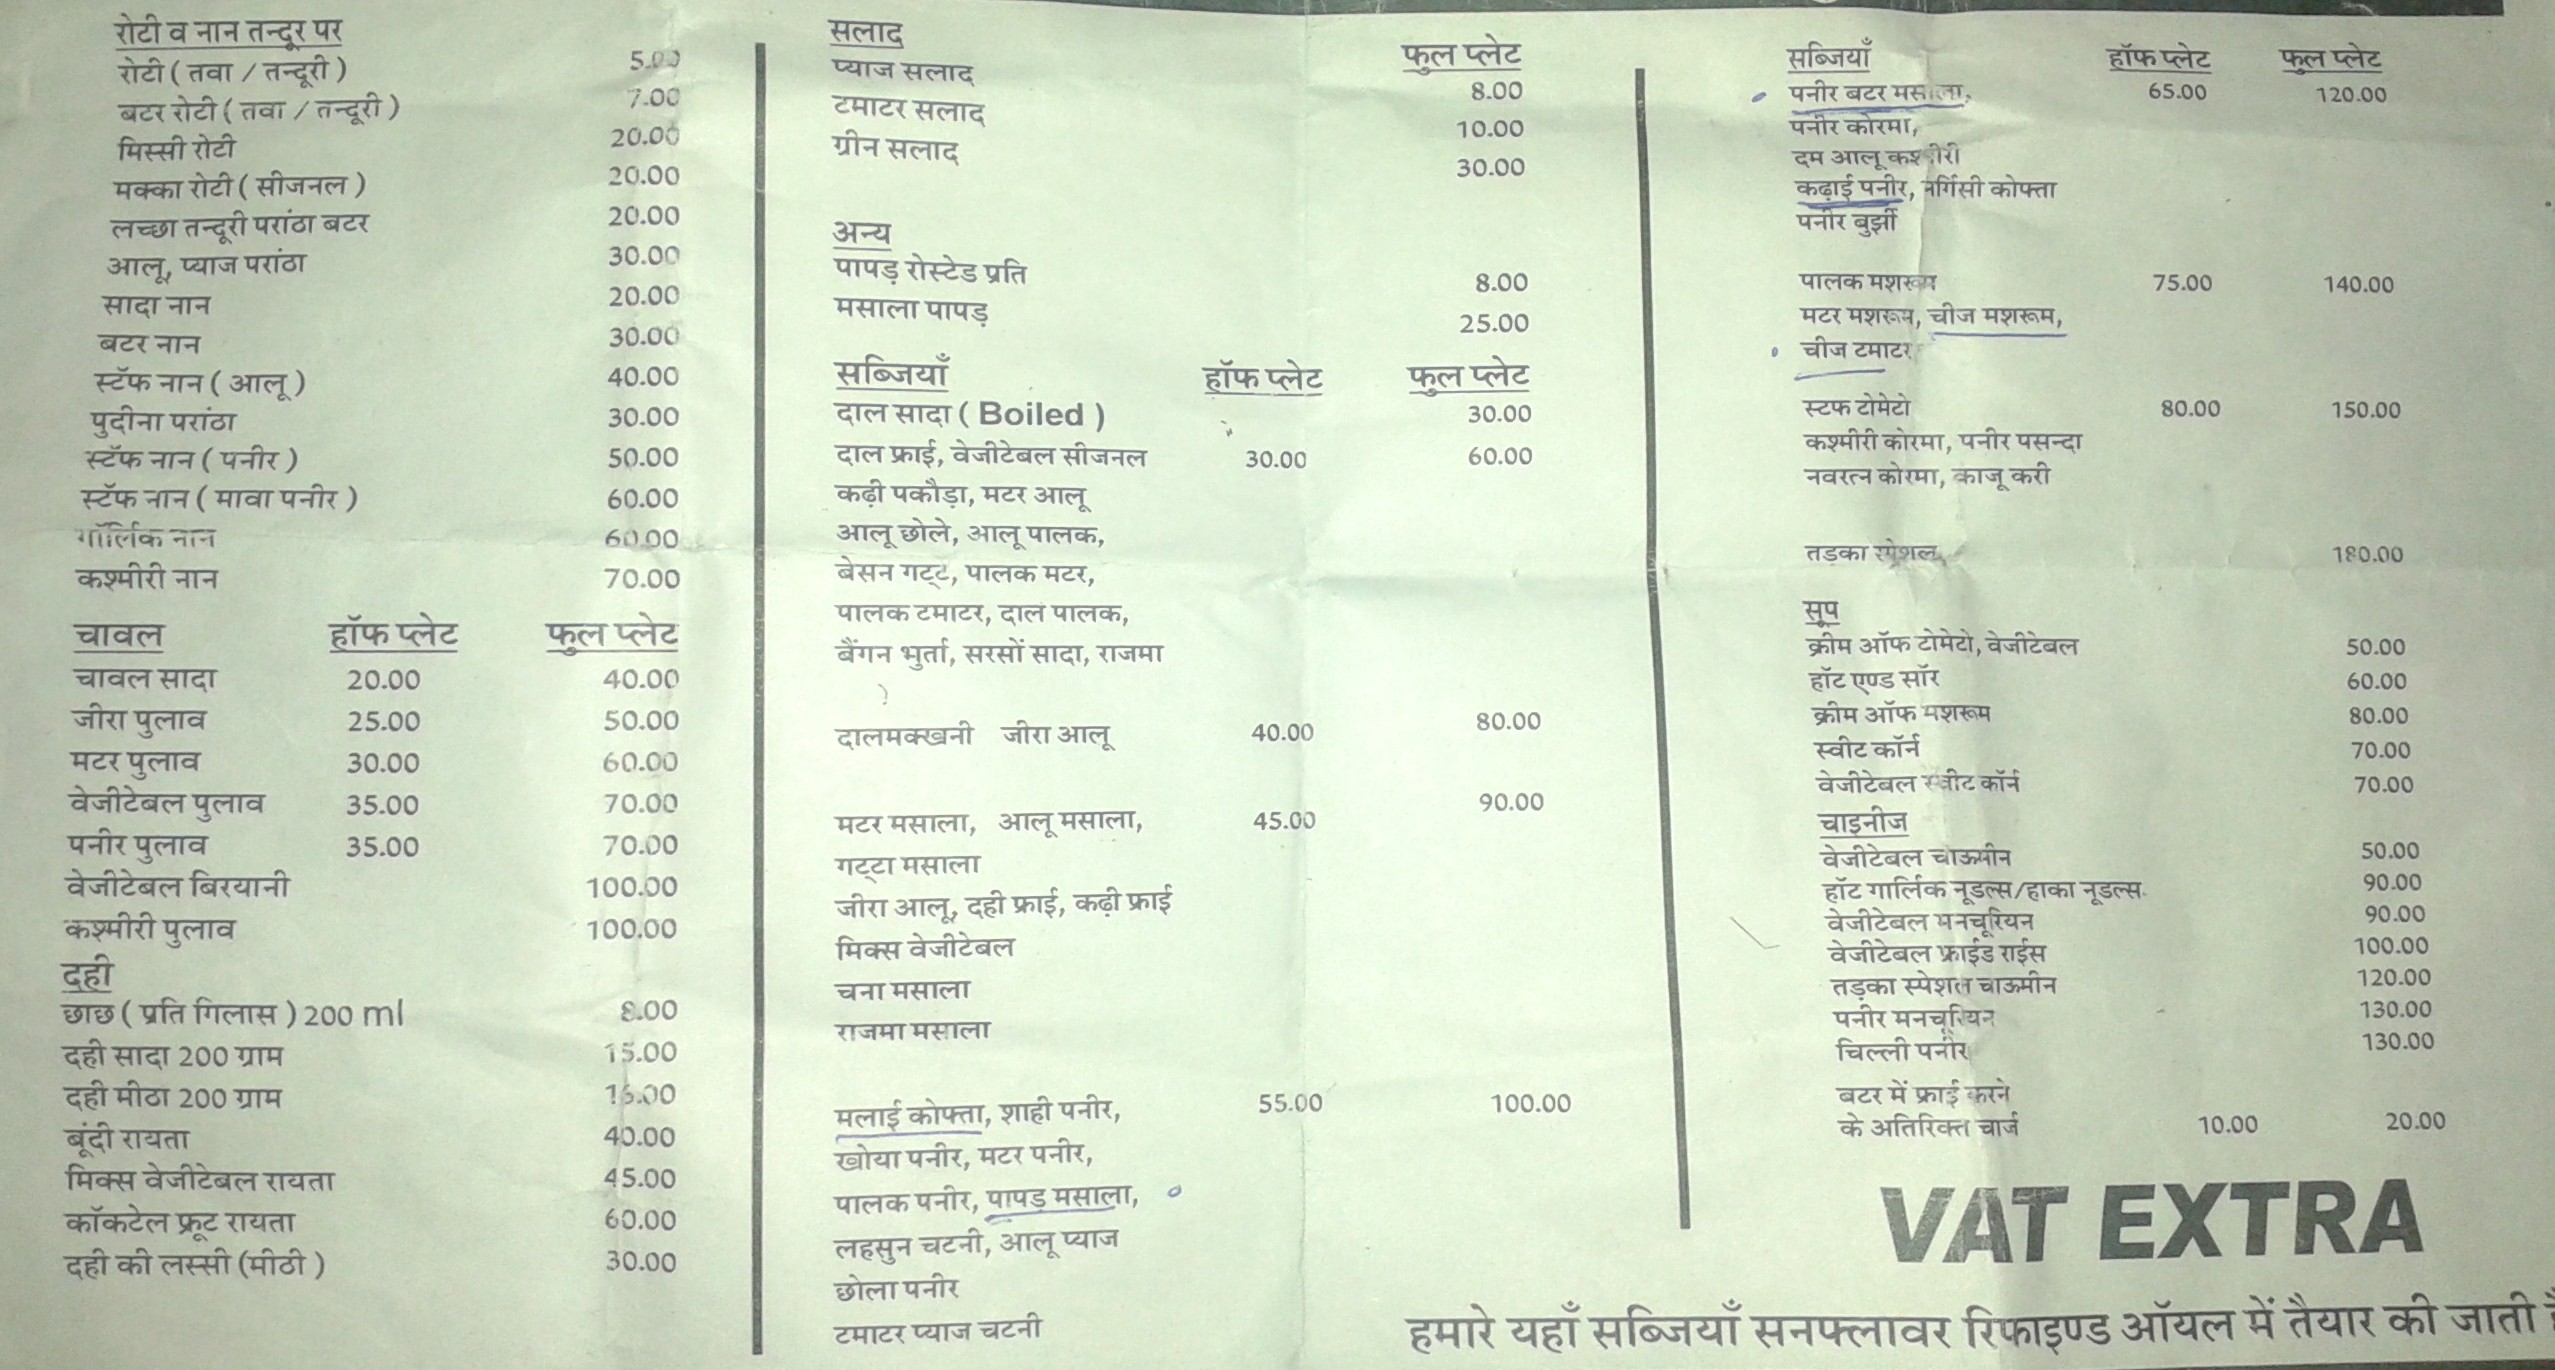 रोटी व नान तन्दूर पर
रोटी ( तवा / तन्दूरी ) 5.00
बटर रोटी ( तवा / तन्दूरी ) 7.00
मिस्सी रोटी 20.00
मक्का रोटी ( सीजनल ) 20.00
लच्छा तन्दूरी परांठा बटर 20.00
आलू, प्याज परांठा 30.00
सादा नान 20.00
बटर नान 30.00
स्टॅफ नान ( आलू ) 40.00
पुदीना परांठा 30.00
स्टॅफ नान ( पनीर ) 50.00
स्टॅफ नान ( मावा पनीर ) 60.00
गॉर्लिक नान 60.00
कश्मीरी नान 70.00
चावल हॉफ प्लेट फुल प्लेट
चावल सादा 20.00 40.00
जीरा पुलाव 25.00 50.00
मटर पुलाव 30.00 60.00
वेजीटेबल पुलाव 35.00 70.00
पनीर पुलाव 35.00 70.00
वेजीटेबल बिरयानी 100.00
कश्मीरी पुलाव 100.00
दही
छाछ ( प्रति गिलास ) 200 ml 8.00
दही सादा 200 ग्राम 15.00
दही मीठा 200 ग्राम
बूंदी रायता 40.00
मिक्स वेजीटेबल रायता 45.00
कॉकटेल फ्रूट रायता 60.00
दही की लस्सी (मीठी ) 30.00
सलाद फुल प्लेट
प्याज सलाद 8.00
टमाटर सलाद 10.00
ग्रीन सलाद 30.00
अन्य
पापड़ रोस्टेड प्रति 8.00
मसाला पापड़ 25.00
सब्जियाँ हॉफ प्लेट फुल प्लेट
दाल सादा ( Boiled ) 30.00
दाल फ्राई, वेजीटेबल सीजनल 30.00 60.00
कढ़ी पकौड़ा, मटर आलू
आलू छोले, आलू पालक,
बेसन गट्टे, पालक मटर,
पालक टमाटर, दाल पालक,
बैंगन भुर्ता, सरसों सादा, राजमा
दालमक्खनी जीरा आलू 40.00 80.00
मटर मसाला, आलू मसाला, 45.00 90.00
गट्टा मसाला
जीरा आलू, दही फ्राई, कढ़ी फ्राई
मिक्स वेजीटेबल
चना मसाला
राजमा मसाला
मलाई कोफ्ता, शाही पनीर, 55.00 100.00
खोया पनीर, मटर पनीर,
पालक पनीर, पापड़ मसाला,
लहसुन चटनी, आलू प्याज
छोला पनीर
टमाटर प्याज चटनी
सब्जियाँ हॉफ प्लेट फुल प्लेट
पनीर बटर मसाला, 65.00 120.00
पनीर कोरमा,
दम आलू कश्मीरी
कढ़ाई पनीर, नर्गिसी कोफ्ता
पनीर बुर्झी
पालक मशरूम 75.00 140.00
मटर मशरूम, चीज मशरूम,
चीज टमाटर
स्टफ टोमेटो 80.00 150.00
कश्मीरी कोरमा, पनीर पसन्दा
नवरत्न कोरमा, काजू करी
तड़का स्पेशल 180.00
सूप
क्रीम ऑफ टोमेटो, वेजीटेबल 50.00
हॉट एण्ड सॉर 60.00
क्रीम ऑफ मशरूम 80.00
स्वीट कॉर्न 70.00
वेजीटेबल स्वीट कॉर्न 70.00
चाइनीज
वेजीटेबल चाऊमीन 50.00
हॉट गार्लिक नूडल्स/हाका नूडल्स 90.00
वेजीटेबल मनचूरियन 90.00
वेजीटेबल फ्राईड राईस 100.00
तड़का स्पेशल चाऊमीन 120.00
पनीर मनचूरियन 130.00
चिल्ली पनीर 130.00
बटर में फ्राई करने
के अतिरिक्त चार्ज 10.00 20.00
VAT EXTRA
हमारे यहाँ सब्जियाँ सनफ्लावर रिफाइण्ड ऑयल में तैयार की जाती